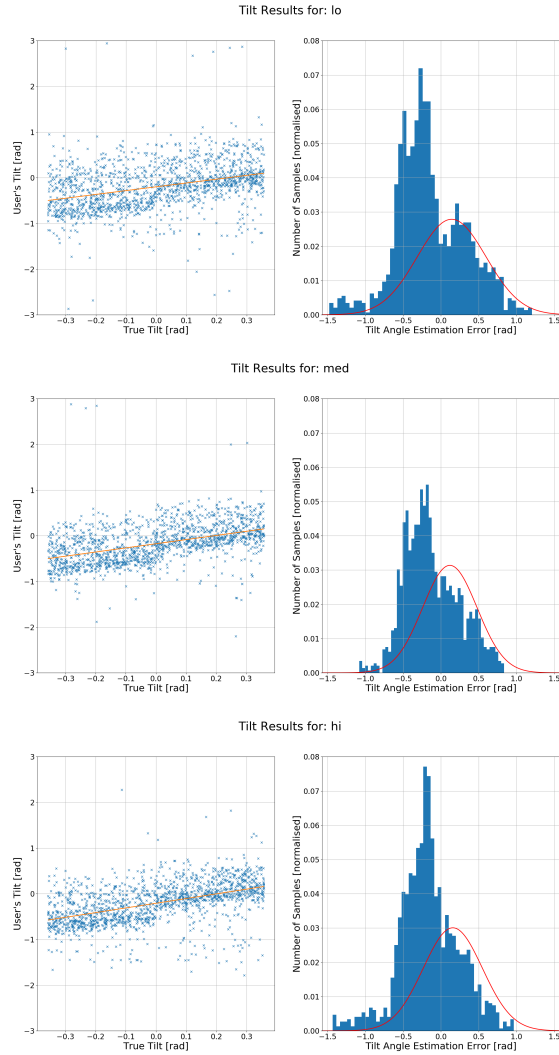 Tilt Results for: lo
3
2
1
0
−1
−2
−3
User's Tilt [rad]
−0.3 −0.2 −0.1 0.0 0.1 0.2 0.3
True Tilt [rad]
0.08
0.07
0.06
0.05
0.04
0.03
0.02
0.01
0.00
Number of Samples [normalised]
−1.5 −1.0 −0.5 0.0 0.5 1.0 1.5
Tilt Angle Estimation Error [rad]
Tilt Results for: med
3
2
1
0
−1
−2
−3
User's Tilt [rad]
−0.3 −0.2 −0.1 0.0 0.1 0.2 0.3
True Tilt [rad]
0.08
0.07
0.06
0.05
0.04
0.03
0.02
0.01
0.00
Number of Samples [normalised]
−1.5 −1.0 −0.5 0.0 0.5 1.0 1.5
Tilt Angle Estimation Error [rad]
Tilt Results for: hi
3
2
1
0
−1
−2
−3
User's Tilt [rad]
−0.3 −0.2 −0.1 0.0 0.1 0.2 0.3
True Tilt [rad]
0.08
0.07
0.06
0.05
0.04
0.03
0.02
0.01
0.00
Number of Samples [normalised]
−1.5 −1.0 −0.5 0.0 0.5 1.0 1.5
Tilt Angle Estimation Error [rad]